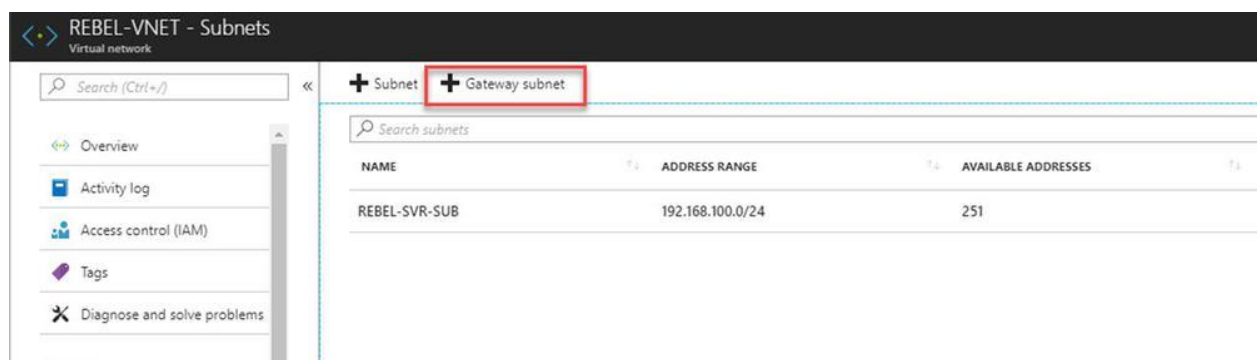 REBEL-VNET - Subnets
Virtual network
Search (Ctrl+/)
«
Subnet
Gateway subnet
Search subnets
Overview
Activity log
Access control (IAM)
Tags
Diagnose and solve problems
NAME
ADDRESS RANGE
AVAILABLE ADDRESSES
REBEL-SVR-SUB
192.168.100.0/24
251